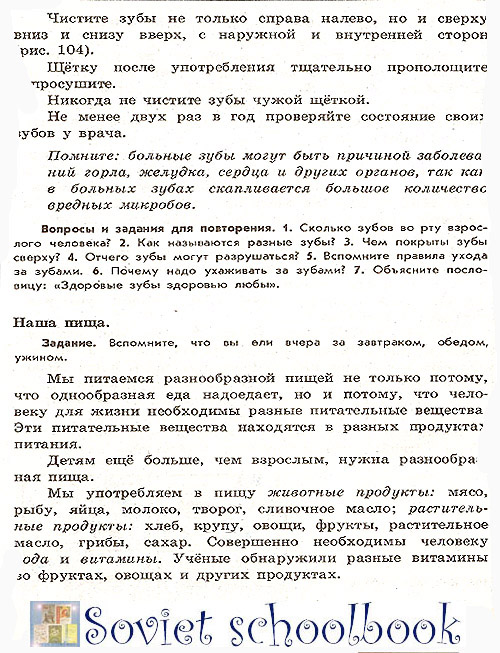 Чистите зубы не только справа налево, но и сверху
вниз и снизу вверх, с наружной и внутренней сторон
рис. 104).
Щётку после употребления тщательно прополощите
просушите.
Никогда не чистите зубы чужой щёткой.
Не менее двух раз в год проверяйте состояние своих
зубов у врача.
Помните: больные зубы могут быть причиной заболева
ний горла, желудка, сердца и других органов, так как
в больных зубах скапливается большое количество
вредных микробов.
Вопросы и задания для повторения. 1. Сколько зубов во рту взрос-
лого человека? 2. Как называются разные зубы? 3. Чем покрыты зубы
сверху? 4. Отчего зубы могут разрушаться? 5. Вспомните правила ухода
за зубами. 6. Почему надо ухаживать за зубами? 7. Объясните посло-
вицу: «Здоровые зубы здоровью любы».
Наша пища.
Задание. Вспомните, что вы ели вчера за завтраком, обедом,
ужином.
Мы питаемся разнообразной пищей не только потому,
что однообразная еда надоедает, но и потому, что чело-
веку для жизни необходимы разные питательные вещества
Эти питательные вещества находятся в разных продуктах
питания.
Детям ещё больше, чем взрослым, нужна разнообра
ная пища.
Мы употребляем в пищу животные продукты: мясо,
рыбу, яйца, молоко, творог, сливочное масло; раститель-
ные продукты: хлеб, крупу, овощи, фрукты, растительное
масло, грибы, сахар. Совершенно необходимы человеку
ода и витамины. Учёные обнаружили разные витамины
во фруктах, овощах и других продуктах.
Soviet schoolbook